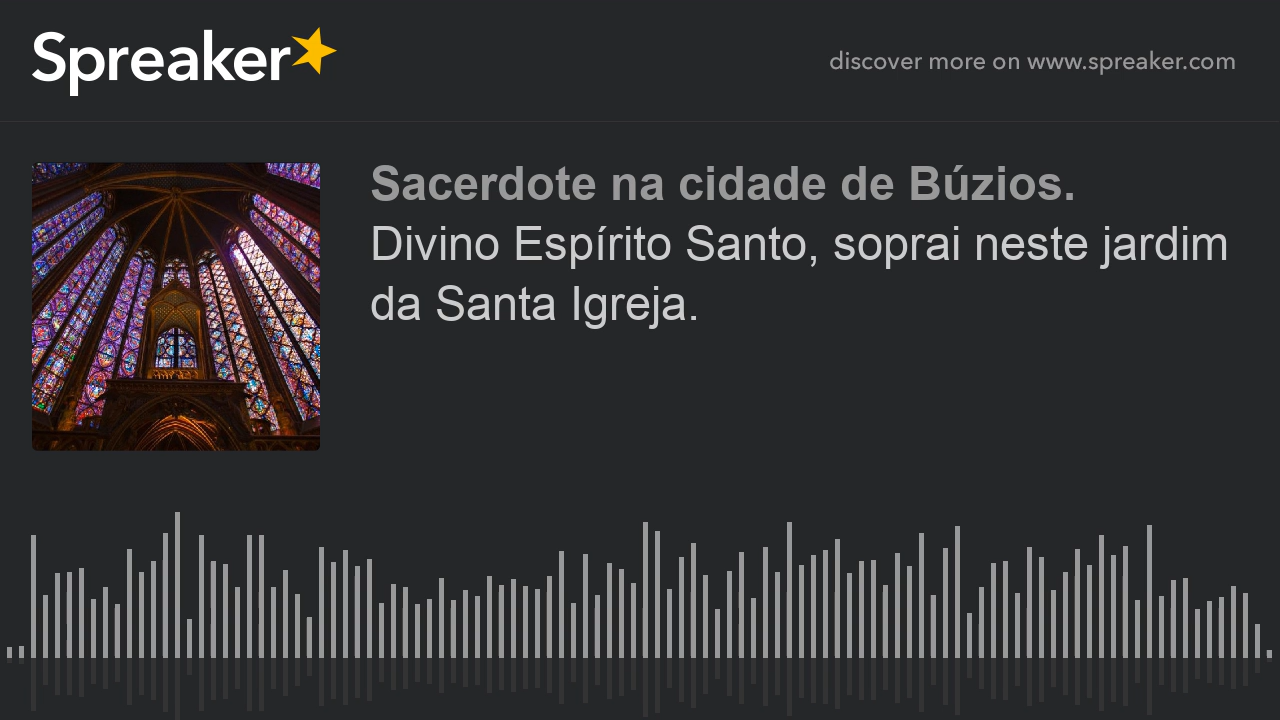 Spreaker
discover more on www.spreaker.com
Sacerdote na cidade de Búzios.
Divino Espírito Santo, soprai neste jardim
da Santa Igreja.